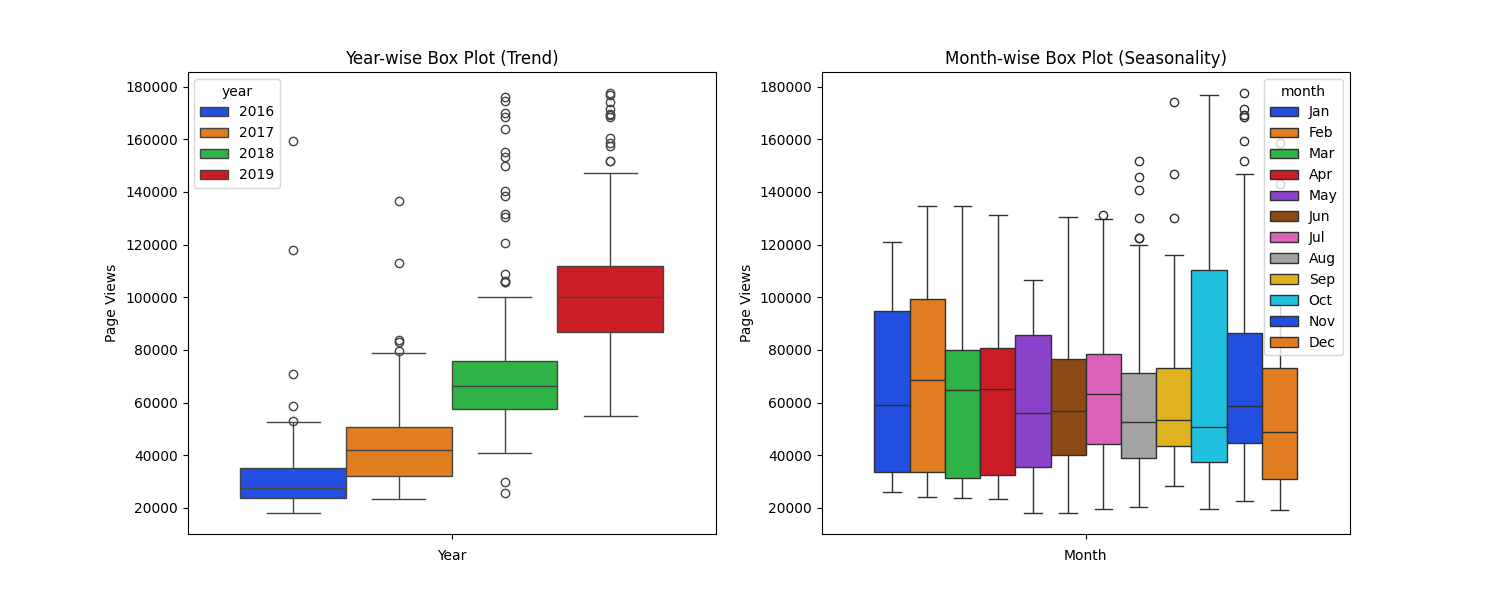 Year-wise Box Plot (Trend)
Page Views
180000
160000
140000
120000
100000
80000
60000
40000
20000
year
2016
2017
2018
2019
Year
Month-wise Box Plot (Seasonality)
Page Views
180000
160000
140000
120000
100000
80000
60000
40000
20000
month
Jan
Feb
Mar
Apr
May
Jun
Jul
Aug
Sep
Oct
Nov
Dec
Month